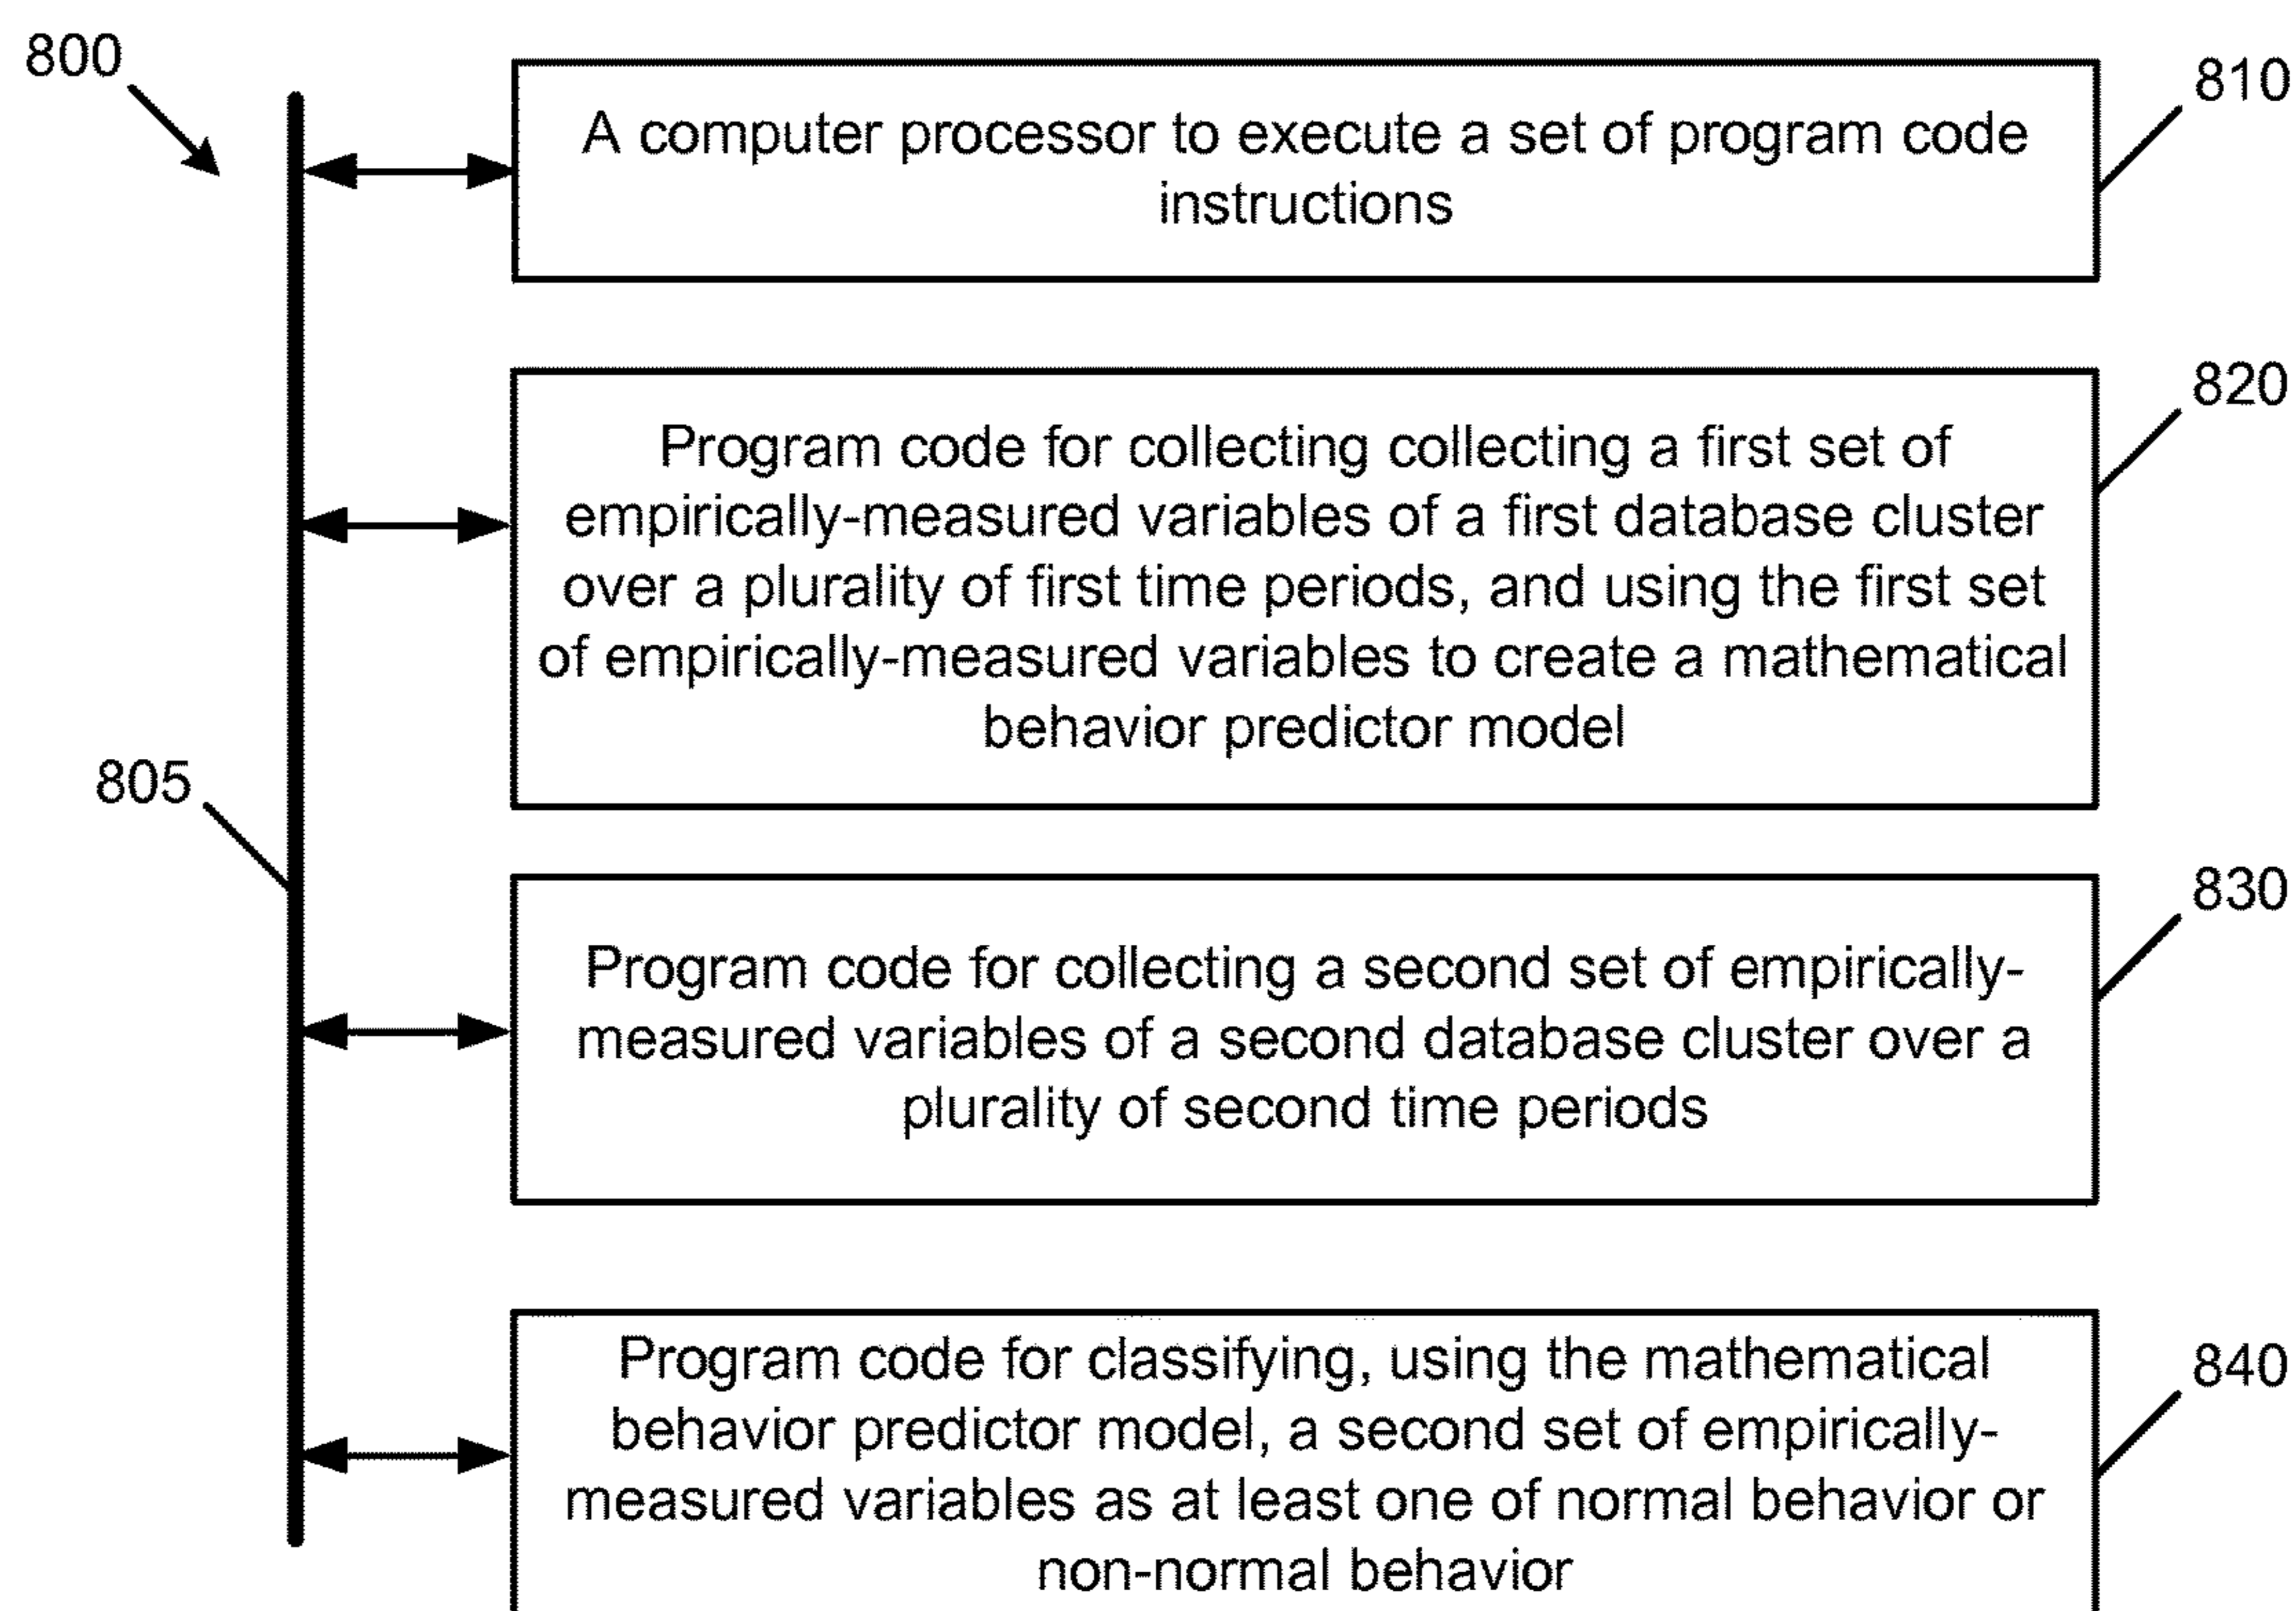 800
810
A computer processor to execute a set of program code
instructions
820
Program code for collecting collecting a first set of
empirically-measured variables of a first database cluster
over a plurality of first time periods, and using the first set
of empirically-measured variables to create a mathematical
behavior predictor model
805
830
Program code for collecting a second set of empirically-
measured variables of a second database cluster over a
plurality of second time periods
840
Program code for classifying, using the mathematical
behavior predictor model, a second set of empirically-
measured variables as at least one of normal behavior or
non-normal behavior